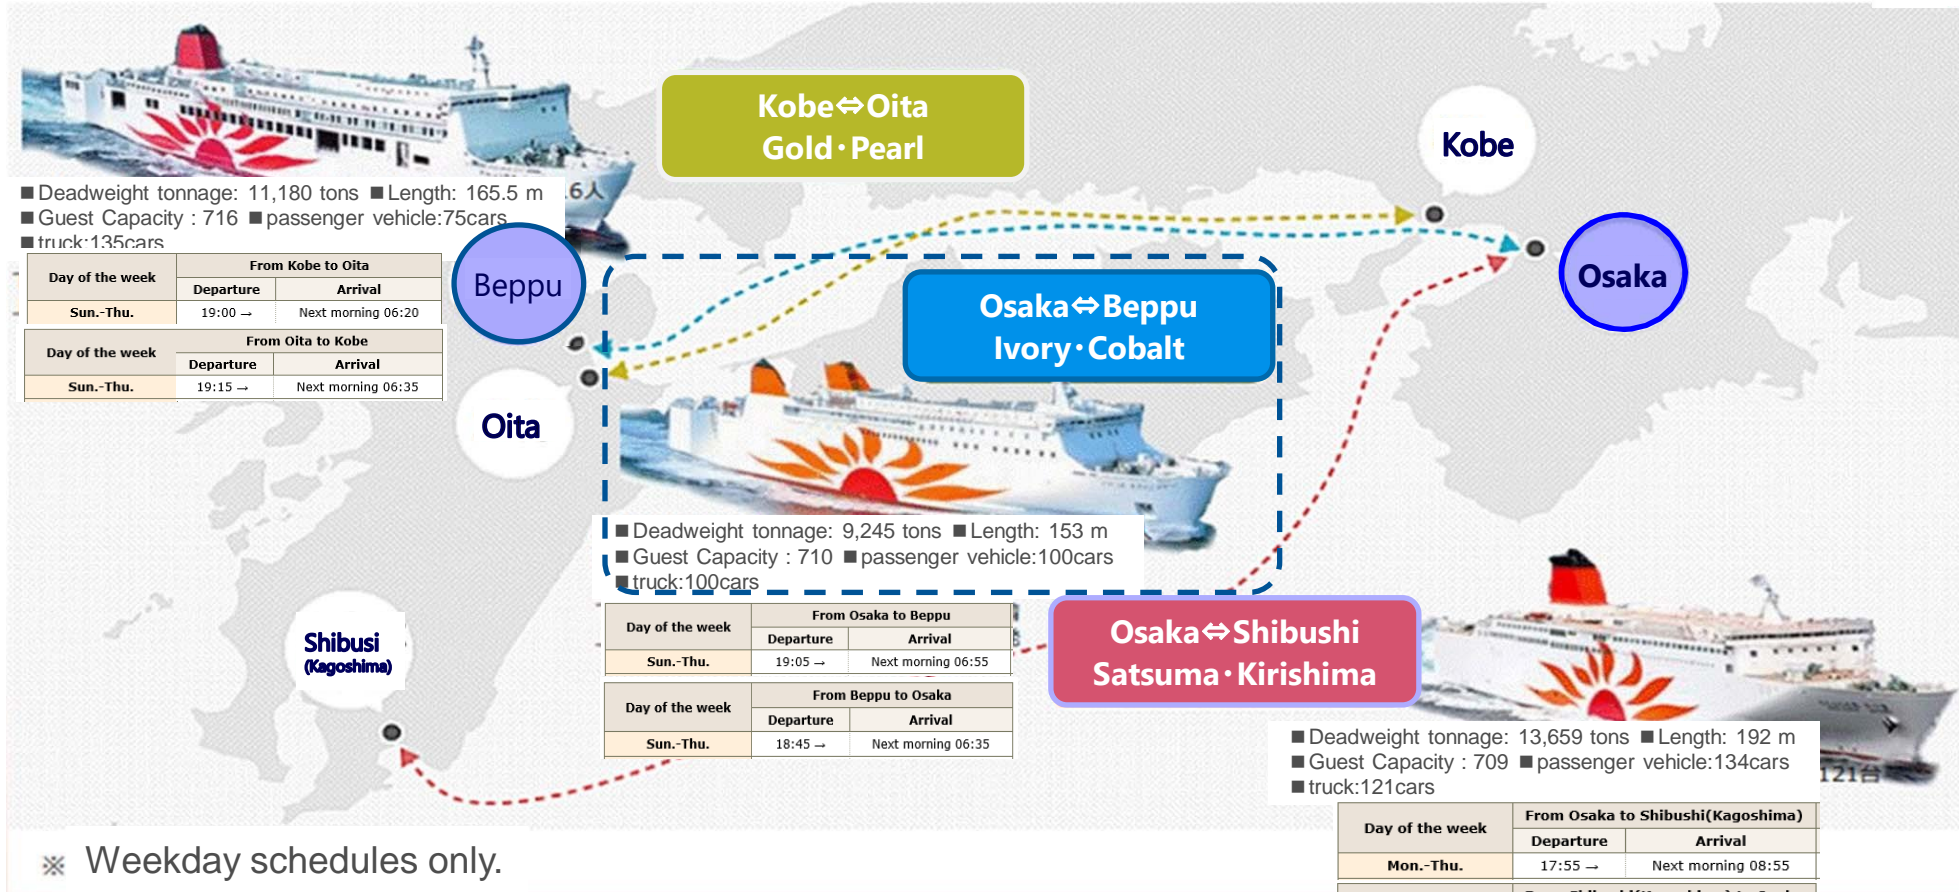 Kobe⇔Oita
Gold･Pearl
Kobe
6人
■Deadweight tonnage: 11,180 tons ■Length: 165.5 m
■Guest Capacity : 716 ■passenger vehicle:75cars
■truck:135cars
Day of the week
From Kobe to Oita
Departure Arrival
Sun.-Thu. 19:00 → Next morning 06:20
Day of the week
From Oita to Kobe
Departure Arrival
Sun.-Thu. 19:15 → Next morning 06:35
Beppu
Oita
Osaka
Osaka⇔Beppu
Ivory･Cobalt
■Deadweight tonnage: 9,245 tons ■Length: 153 m
■Guest Capacity : 710 ■passenger vehicle:100cars
■truck:100cars
Day of the week
From Osaka to Beppu
Departure Arrival
Sun.-Thu. 19:05 → Next morning 06:55
Day of the week
From Beppu to Osaka
Departure Arrival
Sun.-Thu. 18:45 → Next morning 06:35
Shibusi
(Kagoshima)
Osaka⇔Shibushi
Satsuma･Kirishima
■Deadweight tonnage: 13,659 tons ■Length: 192 m
■Guest Capacity : 709 ■passenger vehicle:134cars
■truck:121cars
121台
Day of the week
From Osaka to Shibushi(Kagoshima)
Departure Arrival
Mon.-Thu. 17:55 → Next morning 08:55
※ Weekday schedules only.